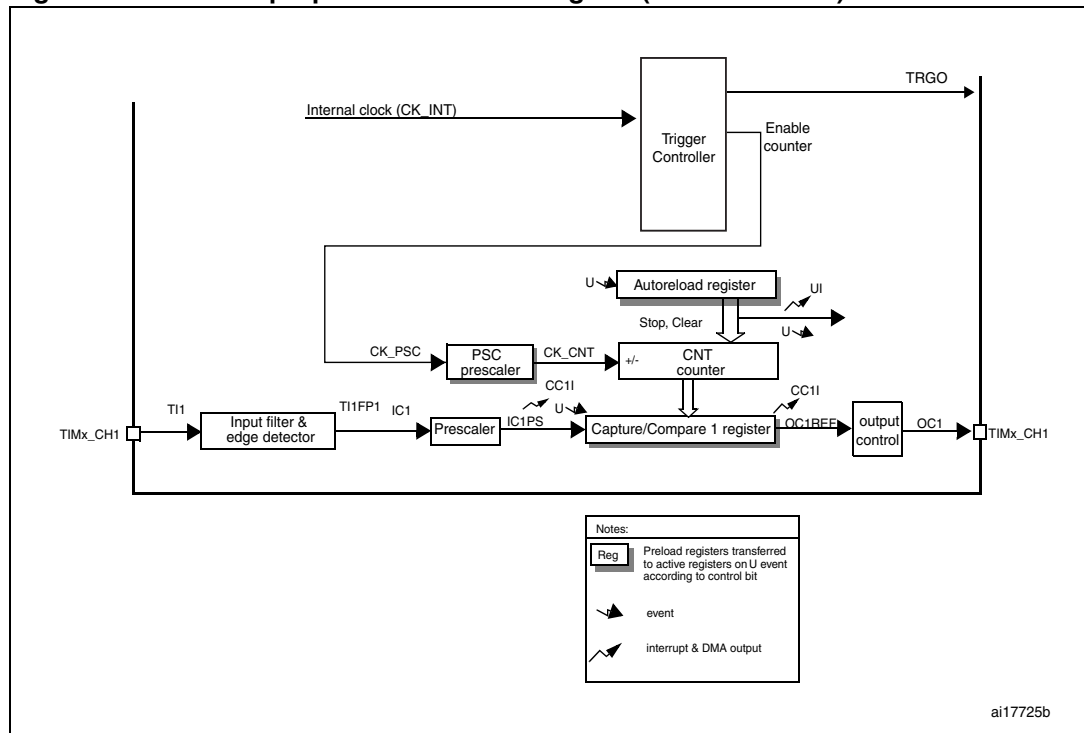 TRGO
Internal clock (CK_INT)
Enable
counter
Trigger
Controller
U
Autoreload register
UI
Stop, Clear
U
CK_PSC
PSC
prescaler
CK_CNT
+/-
CNT
counter
CC1I
CC1I
TI1
TI1FP1
IC1
U
TIMx_CH1
Input filter &
edge detector
Prescaler
IC1PS
Capture/Compare 1 register
OC1REF
output
control
OC1
TIMx_CH1
Notes:
Reg
Preload registers transferred
to active registers on U event
according to control bit
event
interrupt & DMA output
ai17725b